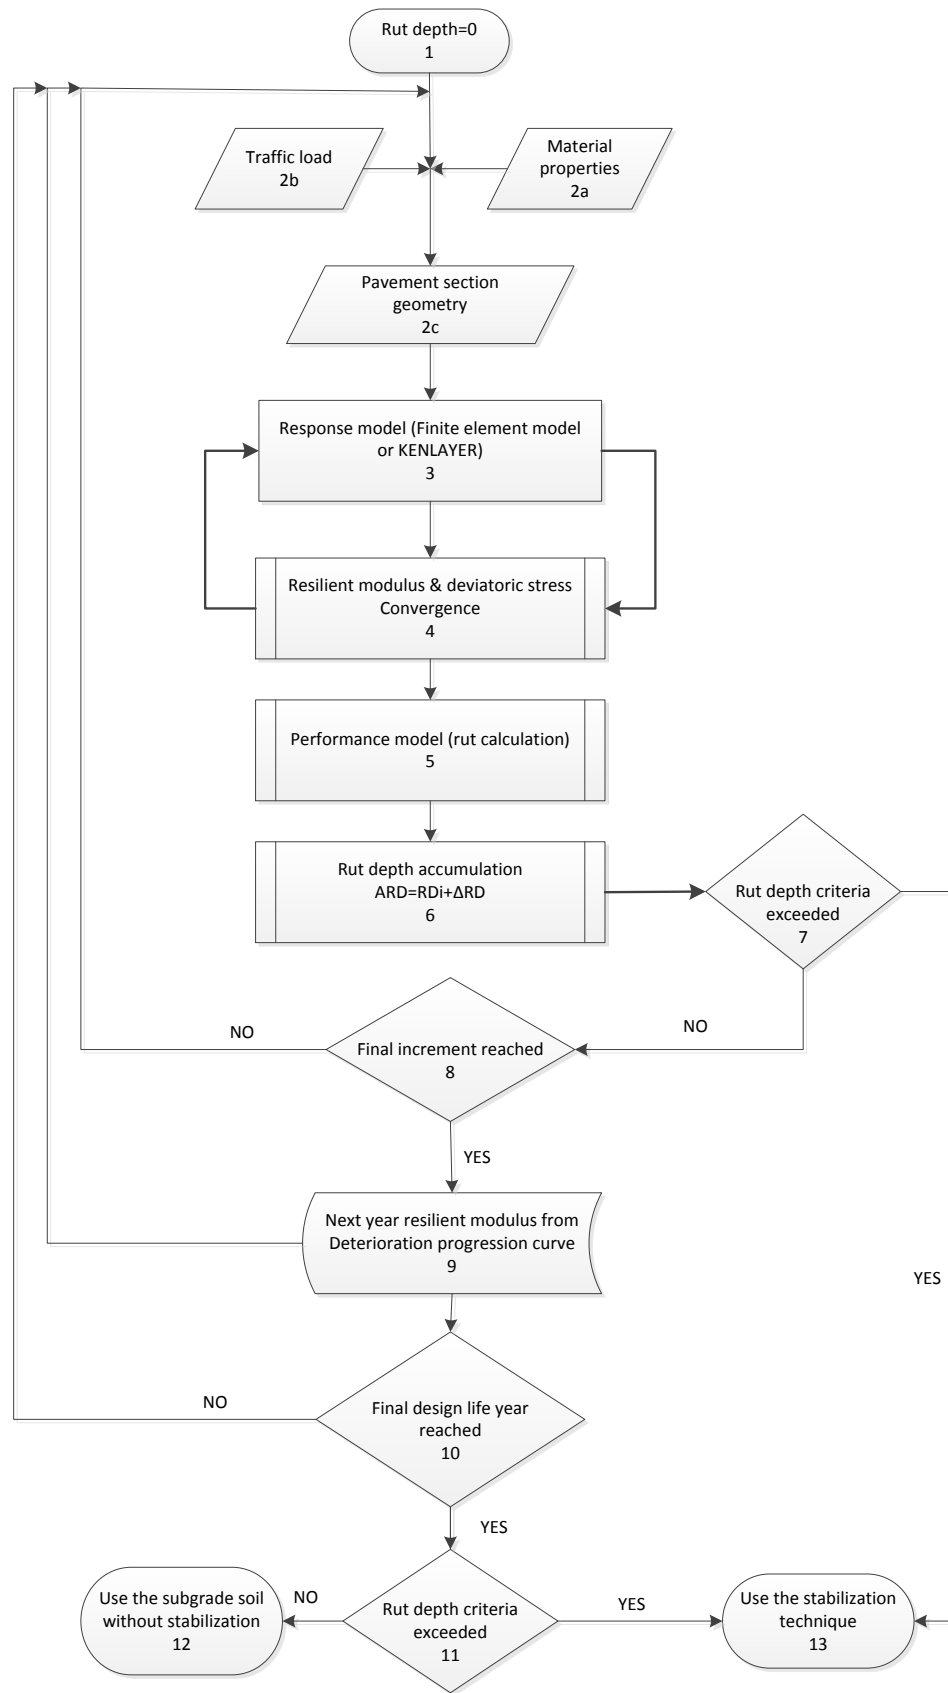 Rut depth=0
1
Traffic load
2b
Material
properties
2a
Pavement section
geometry
2c
Response model (Finite element model
or KENLAYER)
3
Resilient modulus & deviatoric stress
Convergence
4
Performance model (rut calculation)
5
Rut depth accumulation
ARD=RDi+ΔRD
6
Rut depth criteria
exceeded
7
NO
NO
Final increment reached
8
YES
Next year resilient modulus from
Deterioration progression curve
9
YES
NO
Final design life year
reached
10
YES
Use the subgrade soil
without stabilization
12
NO
Rut depth criteria
exceeded
11
YES
Use the stabilization
technique
13